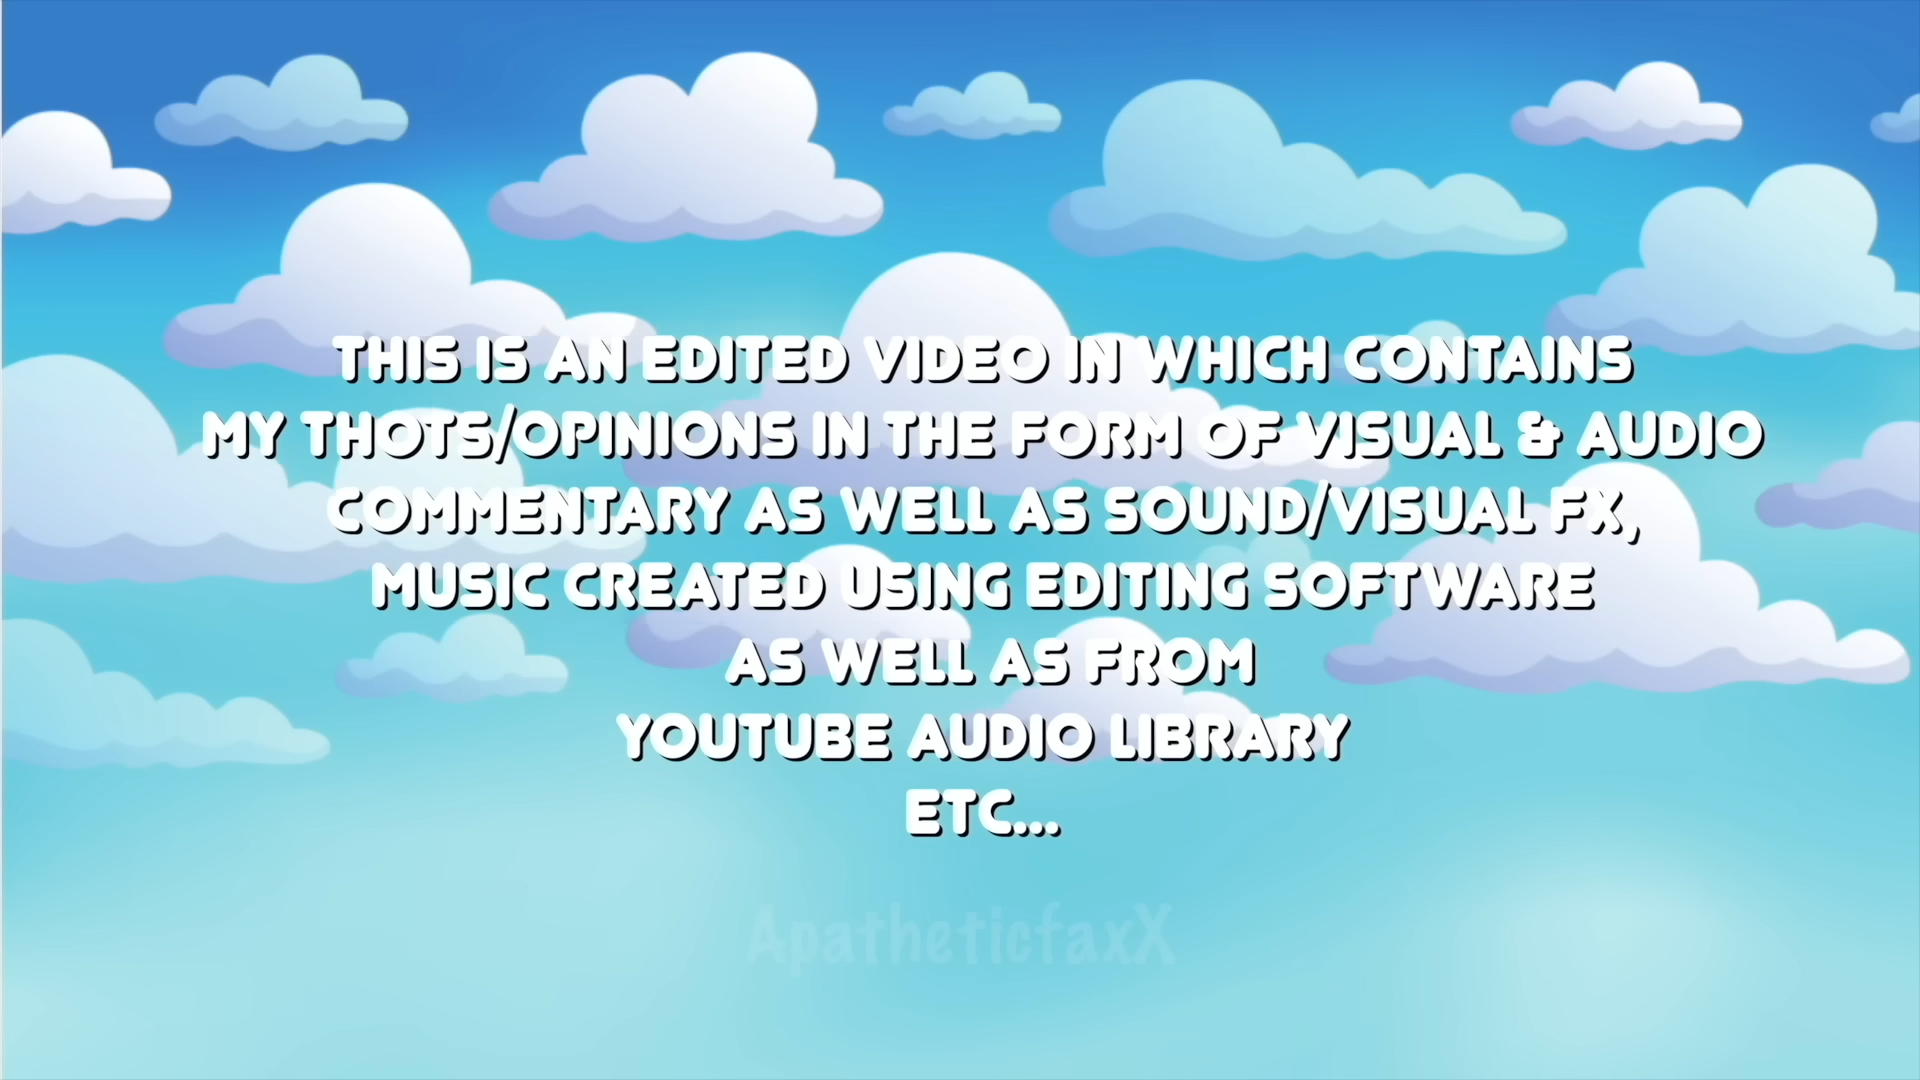 THIS IS AN EDITED VIDEO IN WHICH CONTAINS
MY THOTS/OPINIONS IN THE FORM OF VISUAL & AUDIO
COMMENTARY AS WELL AS SOUND/VISUAL FX,
MUSIC CREATED USING EDITING SOFTWARE
AS WELL AS FROM
YOUTUBE AUDIO LIBRARY
ETC...
ApatheticfaxX